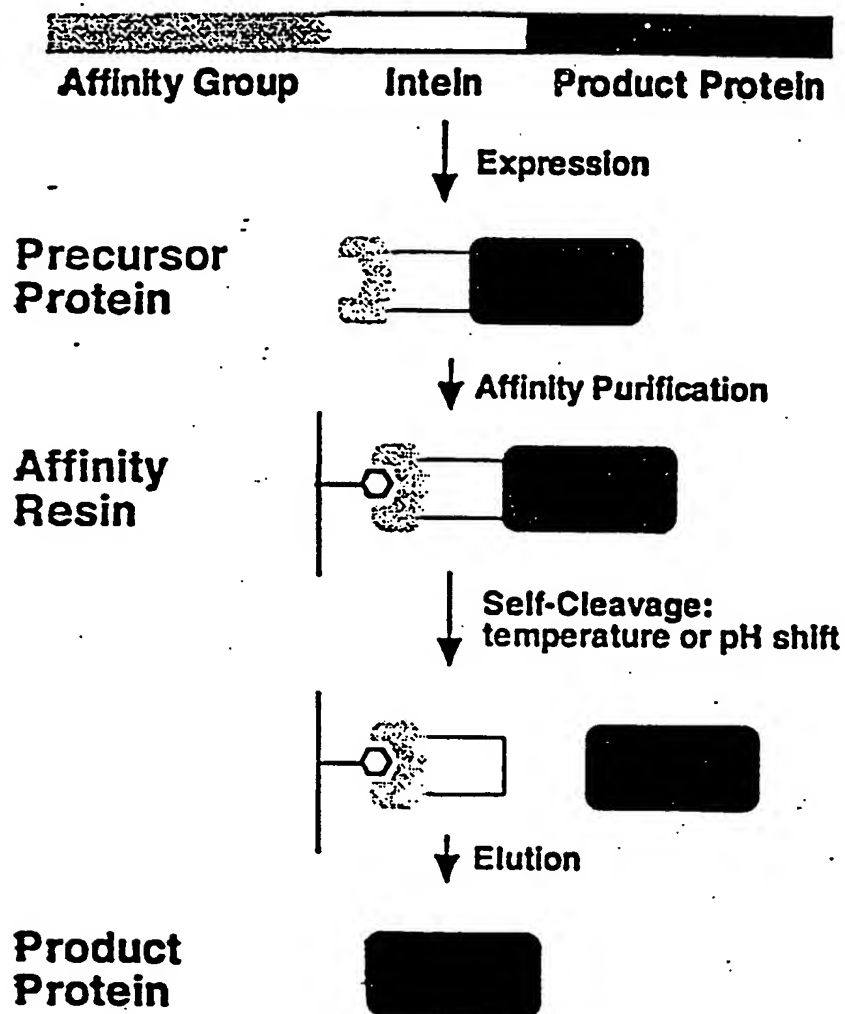 Affinity Group Intein Product Protein
Expression
Precursor
Protein
Affinity Purification
Affinity
Resin
Self-Cleavage:
temperature or pH shift
Elution
Product
Protein